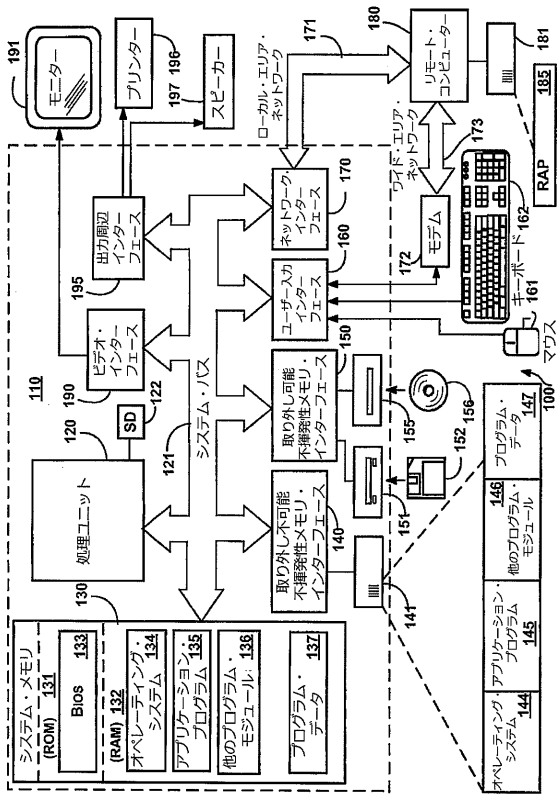 システム・メモリ
(ROM) 131
BIOS 133
(RAM) 132
オペレーティング・
システム 134
アプリケーション・
プログラム 135
他のプログラム・
モジュール: 136
プログラム・
データ 137
130
処理ユニット
120
SD
122
110
121
システム・バス
ビデオ・
インター
フェース
190
出力周辺
インター
フェース
195
モニター
191
プリンター
196
スピーカー
197
取り外し不可能
不揮発性メモリ・
インターフェース
140
取り外し可能
不揮発性メモリ・
インターフェース
150
ユーザー入力
インター
フェース
160
ネットワーク・
インター
フェース
170
ローカル・エリア・
ネットワーク
171
リモート・
コンピューター
180
181
RAP 185
ワイド・エリア・
ネットワーク
173
モデム
172
キーボード
162
マウス
161
141
151
152
155
156
100
オペレーティング・
システム 144
アプリケーション・
プログラム 145
他のプログラム・
モジュール 146
プログラム・
データ 147